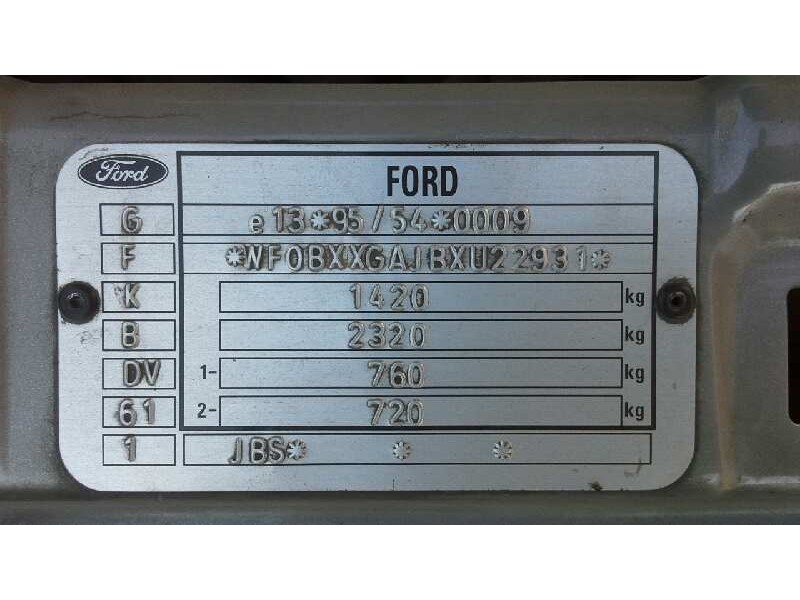 Ford FORD
G e13*95/54*0009
F *WF0BXXGAJBXU22931*
K 1420 kg
B 2320 kg
DV 1- 760 kg
61 2- 720 kg
1 JBS* * *